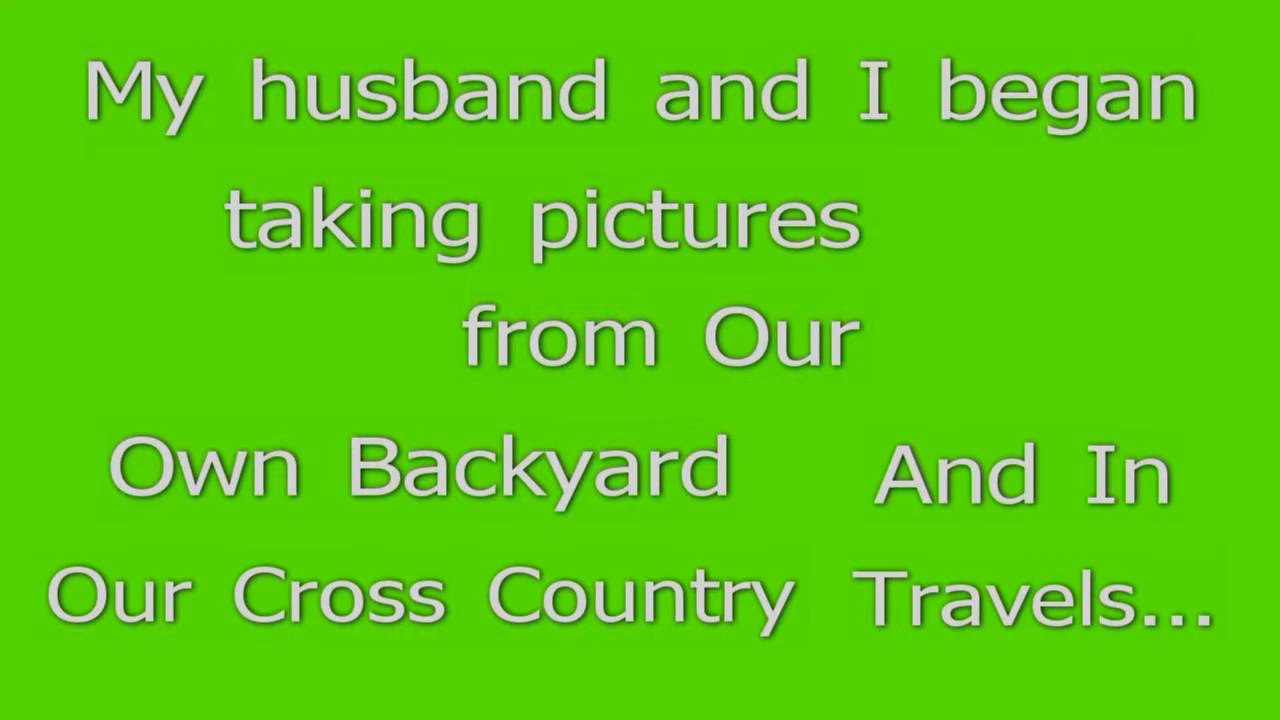 My husband and I began
taking pictures
from Our
Own Backyard And In
Our Cross Country Travels...